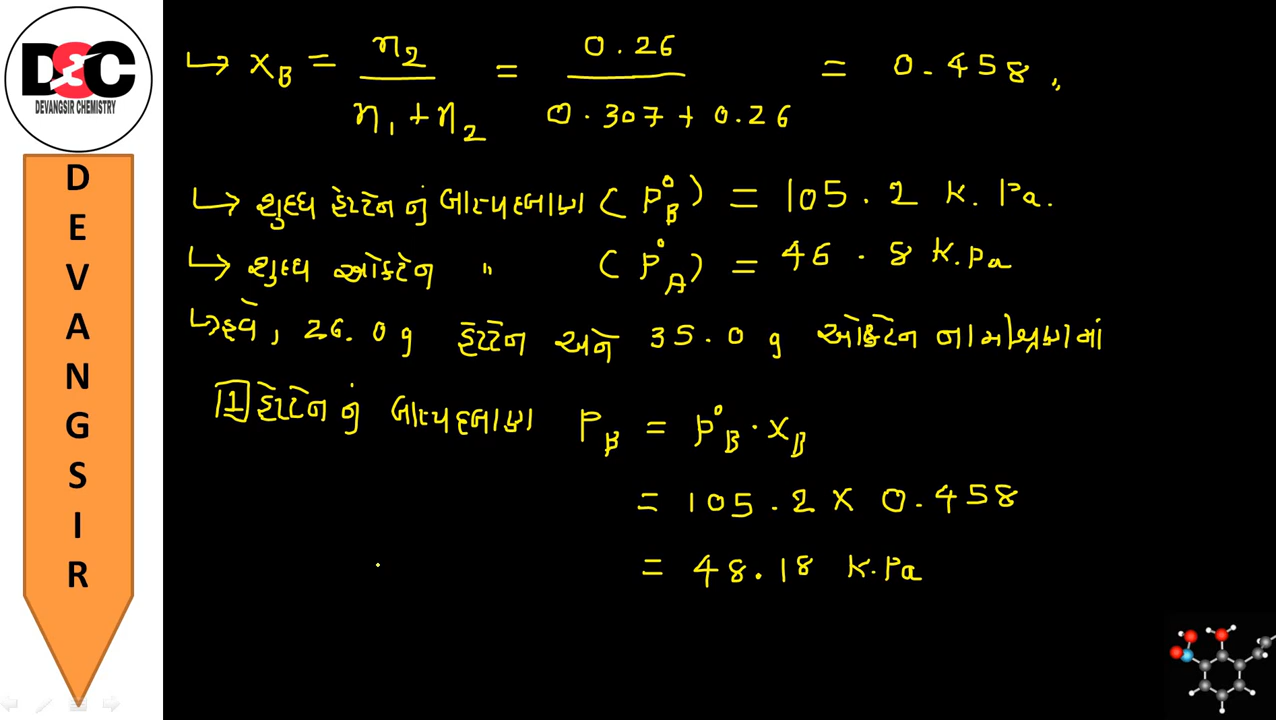 DEC
DEVANGSIR CHEMISTRY
D
E
V
A
N
G
S
I
R
↳ x_B = n₂ / (n₁ + n₂) = 0.26 / (0.307 + 0.26) = 0.458 ,,
↳ શુધ્ધ હેપ્ટેન નું બાષ્પદબાણ (P°_B) = 105.2 K.Pa.
↳ શુધ્ધ ઓક્ટેન " (P°_A) = 46.8 K.Pa
↳ હવે, 26.0 g હેપ્ટેન અને 35.0 g ઓક્ટેન ના મિશ્રણમાં
1 હેપ્ટેન નું બાષ્પદબાણ P_B = P°_B · x_B
= 105.2 × 0.458
= 48.18 K.Pa